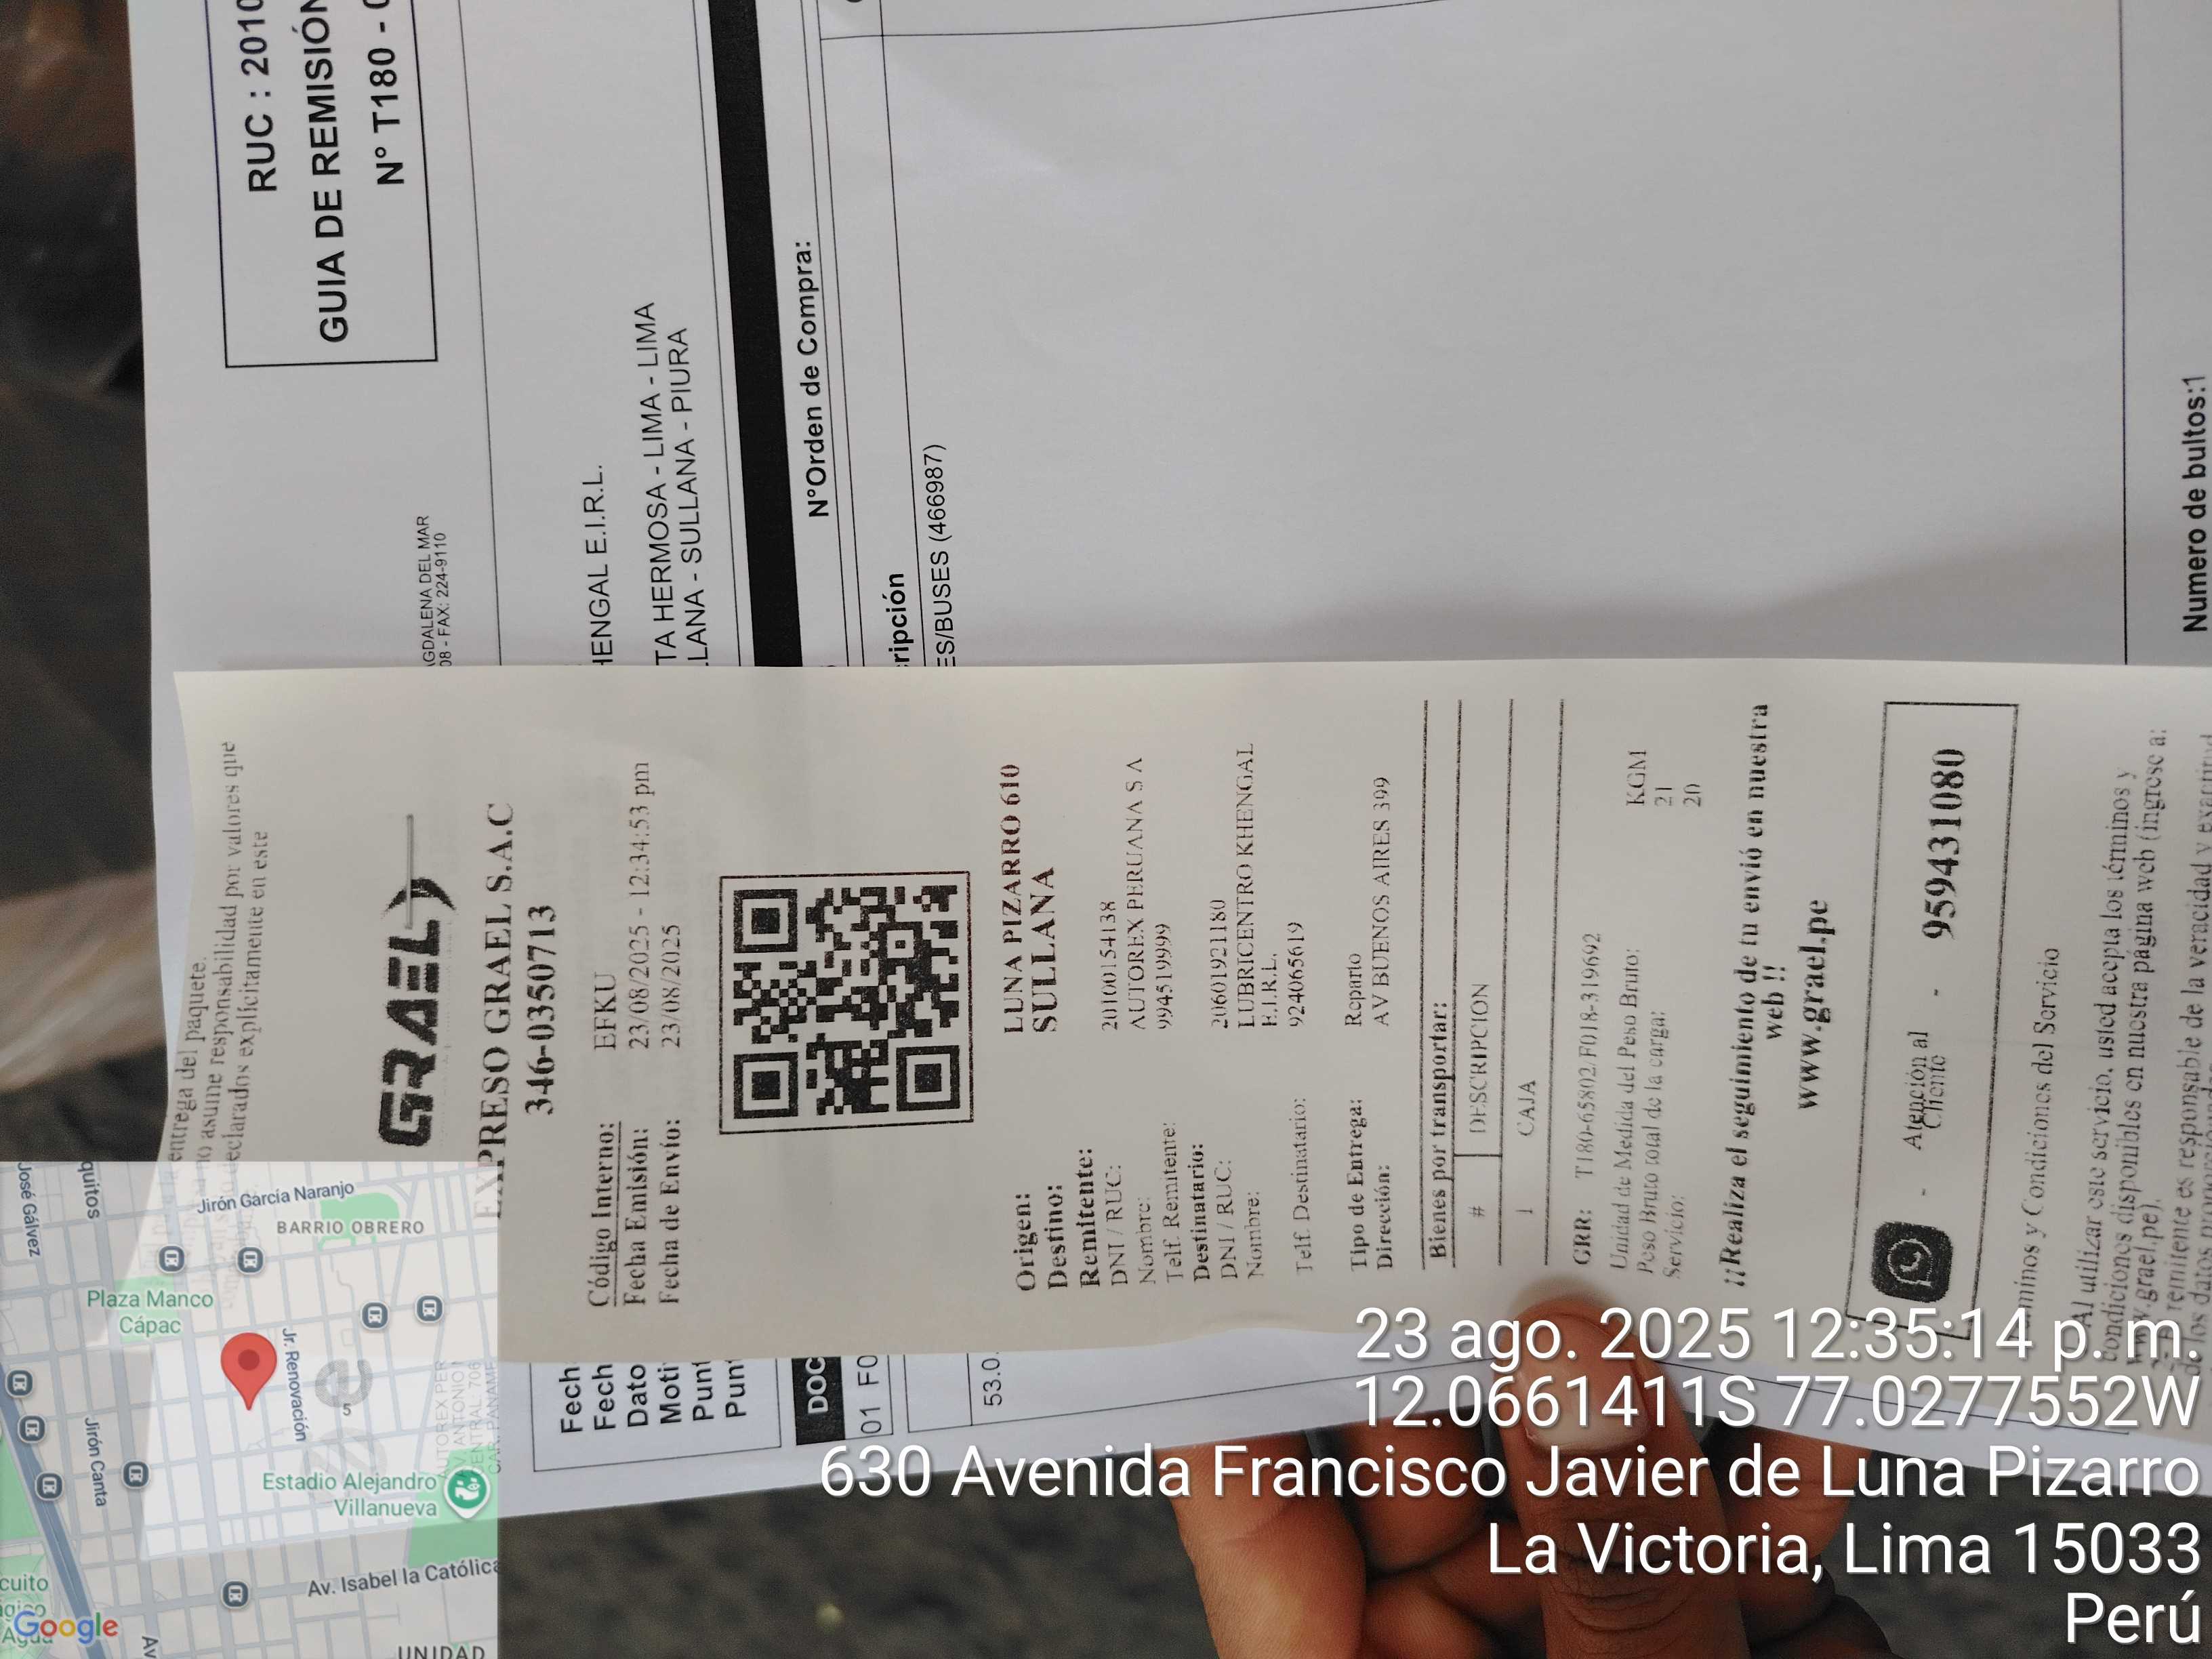 RUC : 2010
GUIA DE REMISIÓN
N° T180 - 0
AGDALENA DEL MAR
08 - FAX: 224-9110
HENGAL E.I.R.L.
TA HERMOSA - LIMA - LIMA
LANA - SULLANA - PIURA
N°Orden de Compra:
ripción
ES/BUSES (466987)
Numero de bultos:1
Fech
Fech
Dato
Moti
Punt
Punt
DOC
01 F0
53.0
entrega del paquete.
no asume responsabilidad por valores que
declarados explícitamente en este
GRAEL
EXPRESO GRAEL S.A.C
346-0350713
Código Interno: EFKU
Fecha Emisión: 23/08/2025 - 12:34:53 pm
Fecha de Envío: 23/08/2025
Origen: LUNA PIZARRO 610
Destino: SULLANA
Remitente:
DNI / RUC: 20100154138
Nombre: AUTOREX PERUANA S A
Telf. Remitente: 994519999
Destinatario:
DNI / RUC: 20601921180
Nombre: LUBRICENTRO KHENGAL
E.I.R.L.
Telf. Destinatario: 924065619
Tipo de Entrega: Reparto
Dirección: AV BUENOS AIRES 399
Bienes por transportar:
# DESCRIPCION
1 CAJA
GRR: T180-65802,F018-319692
Unidad de Medida del Peso Bruto: KGM
Peso Bruto total de la carga: 21
Servicio: 20
¡¡Realiza el seguimiento de tu envió en nuestra
web !!
www.grael.pe
- Atención al Cliente - 959431080
minos y Condiciones del Servicio
Al utilizar este servicio, usted acepta los términos y
condiciones disponibles en nuestra página web (ingrese a:
www.grael.pe).
remitente es responsable de la veracidad y exactitud
José Gálvez
quitos
Jirón García Naranjo
BARRIO OBRERO
Plaza Manco
Cápac
Jr. Renovación
Jirón Canta
Estadio Alejandro
Villanueva
Av. Isabel la Católica
cuito
Agua
Google
Av
UNIDAD
AUTOREX PER
23 ago. 2025 12:35:14 p. m.
12.0661411S 77.0277552W
630 Avenida Francisco Javier de Luna Pizarro
La Victoria, Lima 15033
Perú